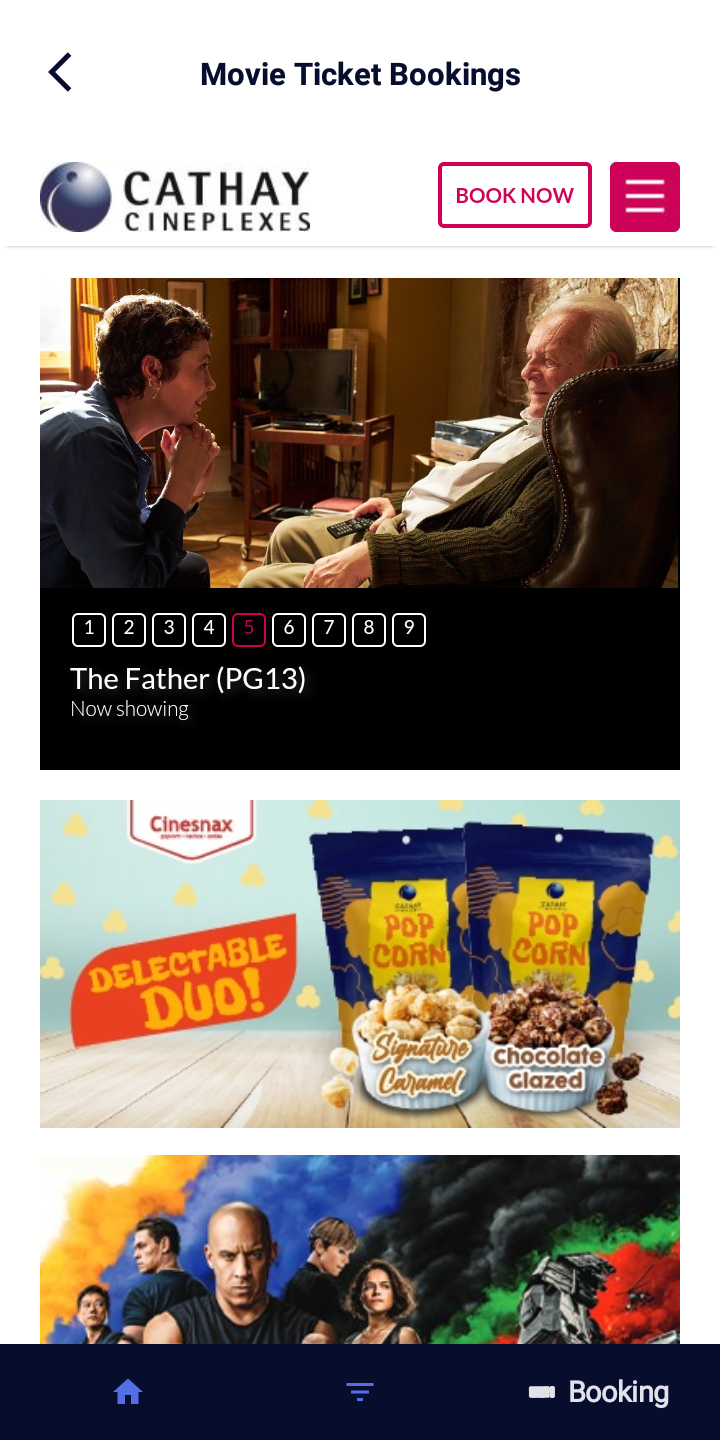 Movie Ticket Bookings
CATHAY
CINEPLEXES
BOOK NOW
1 2 3 4 5 6 7 8 9
The Father (PG13)
Now showing
Cinesnax
DELECTABLE
DUO!
CATHAY
POP
CORN
POP
CORN
Signature
Caramel
Chocolate
Glazed
Booking